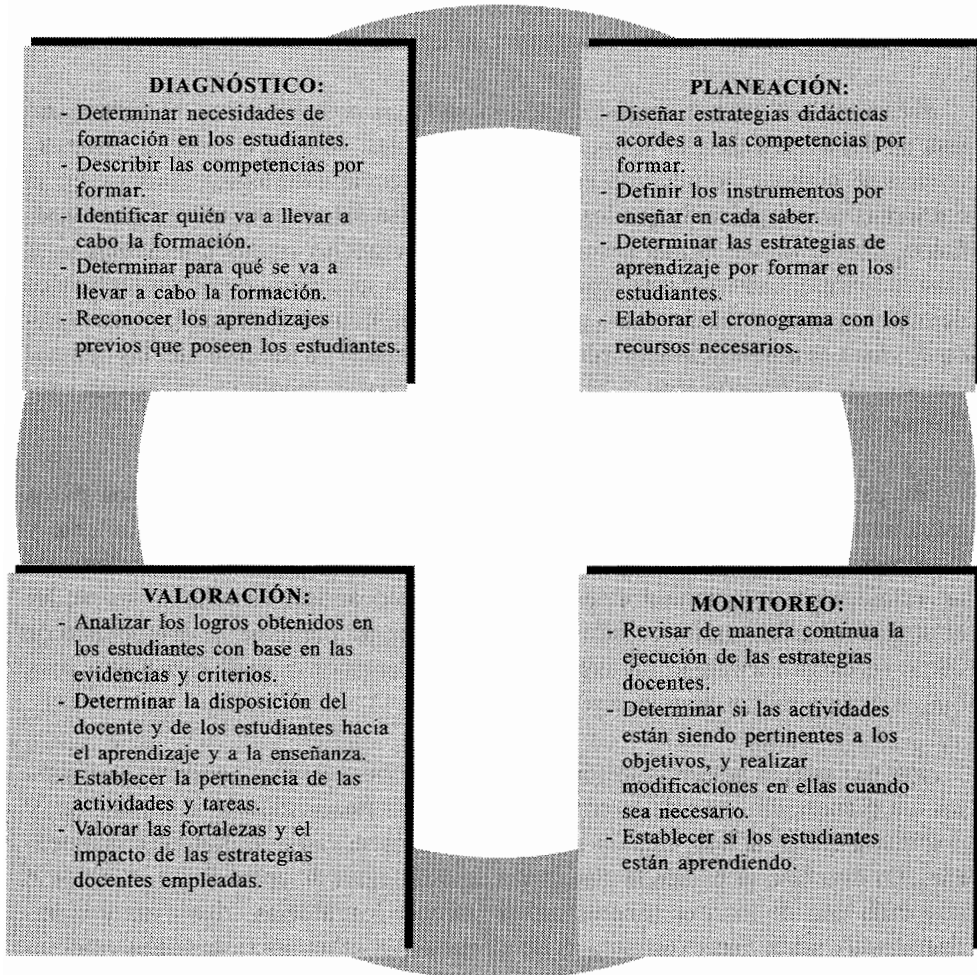 DIAGNÓSTICO:
- Determinar necesidades de
formación en los estudiantes.
- Describir las competencias por
formar.
- Identificar quién va a llevar a
cabo la formación.
- Determinar para qué se va a
llevar a cabo la formación.
- Reconocer los aprendizajes
previos que poseen los estudiantes.
PLANEACIÓN:
- Diseñar estrategias didácticas
acordes a las competencias por
formar.
- Definir los instrumentos por
enseñar en cada saber.
- Determinar las estrategias de
aprendizaje por formar en los
estudiantes.
- Elaborar el cronograma con los
recursos necesarios.
VALORACIÓN:
- Analizar los logros obtenidos en
los estudiantes con base en las
evidencias y criterios.
- Determinar la disposición del
docente y de los estudiantes hacia
el aprendizaje y a la enseñanza.
- Establecer la pertinencia de las
actividades y tareas.
- Valorar las fortalezas y el
impacto de las estrategias
docentes empleadas.
MONITOREO:
- Revisar de manera continua la
ejecución de las estrategias
docentes.
- Determinar si las actividades
están siendo pertinentes a los
objetivos, y realizar
modificaciones en ellas cuando
sea necesario.
- Establecer si los estudiantes
están aprendiendo.